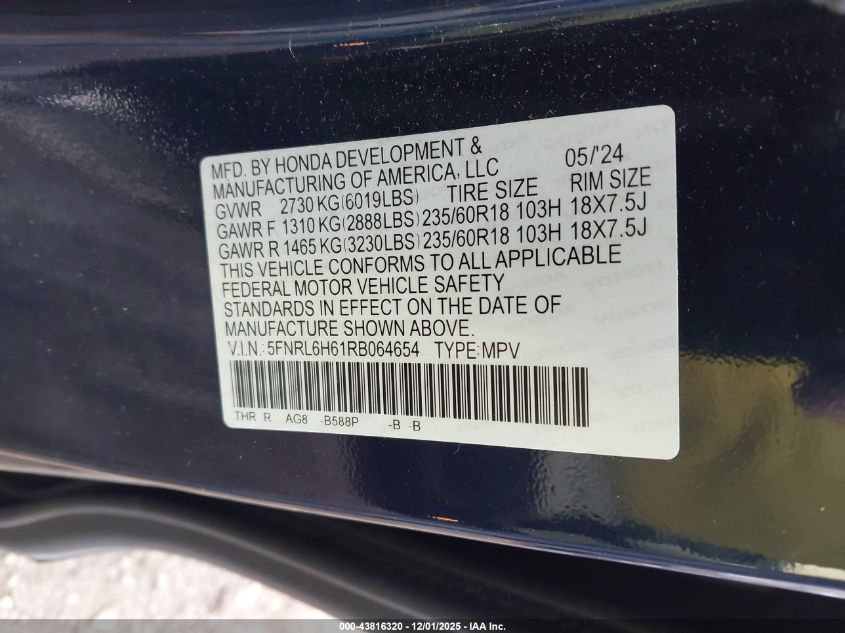 MFD. BY HONDA DEVELOPMENT & 05/'24
MANUFACTURING OF AMERICA, LLC
GVWR 2730 KG(6019LBS) TIRE SIZE RIM SIZE
GAWR F 1310 KG(2888LBS) 235/60R18 103H 18X7.5J
GAWR R 1465 KG(3230LBS) 235/60R18 103H 18X7.5J
THIS VEHICLE CONFORMS TO ALL APPLICABLE
FEDERAL MOTOR VEHICLE SAFETY
STANDARDS IN EFFECT ON THE DATE OF
MANUFACTURE SHOWN ABOVE.
V.I.N.: 5FNRL6H61RB064654 TYPE:MPV
THR R AG8 -B588P -B -B
000-43816320 - 12/01/2025 - IAA Inc.